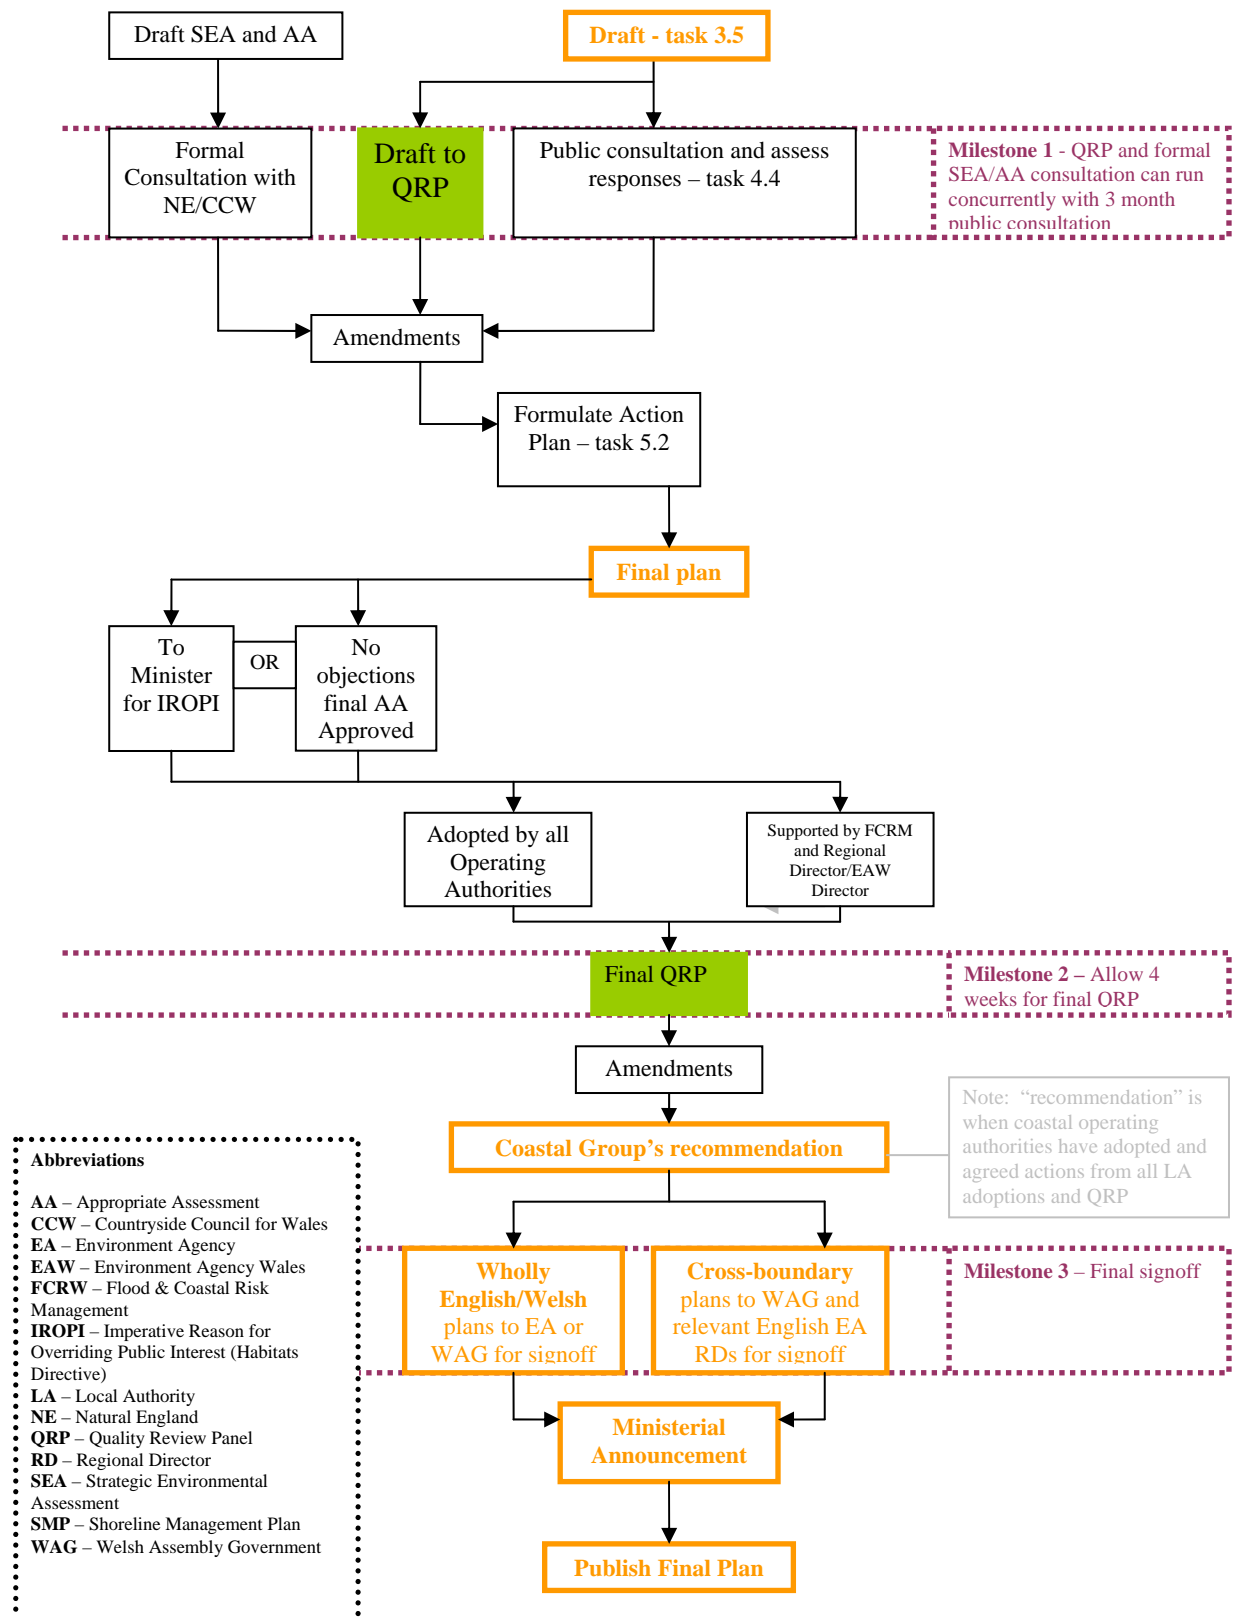 Draft SEA and AA
Draft - task 3.5
Formal
Consultation with
NE/CCW
Draft to
QRP
Public consultation and assess
responses – task 4.4
Milestone 1 - QRP and formal
SEA/AA consultation can run
concurrently with 3 month
public consultation
Amendments
Formulate Action
Plan – task 5.2
Final plan
To
Minister
for IROPI
OR
No
objections
final AA
Approved
Adopted by all
Operating
Authorities
Supported by FCRM
and Regional
Director/EAW
Director
Final QRP
Milestone 2 – Allow 4
weeks for final QRP
Amendments
Coastal Group's recommendation
Note: “recommendation” is
when coastal operating
authorities have adopted and
agreed actions from all LA
adoptions and QRP
Wholly
English/Welsh
plans to EA or
WAG for signoff
Cross-boundary
plans to WAG and
relevant English EA
RDs for signoff
Milestone 3 – Final signoff
Ministerial
Announcement
Publish Final Plan
Abbreviations
AA – Appropriate Assessment
CCW – Countryside Council for Wales
EA – Environment Agency
EAW – Environment Agency Wales
FCRW – Flood & Coastal Risk
Management
IROPI – Imperative Reason for
Overriding Public Interest (Habitats
Directive)
LA – Local Authority
NE – Natural England
QRP – Quality Review Panel
RD – Regional Director
SEA – Strategic Environmental
Assessment
SMP – Shoreline Management Plan
WAG – Welsh Assembly Government